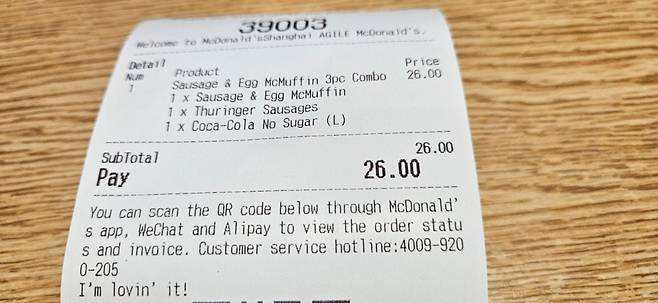 39003
Welcome to McDonald'sShanghai AGILE McDonald's.
Detail
Num Product Price
1 Sausage & Egg McMuffin 3pc Combo 26.00
1 x Sausage & Egg McMuffin
1 x Thuringer Sausages
1 x Coca-Cola No Sugar (L)
SubTotal 26.00
Pay 26.00
You can scan the QR code below through McDonald'
s app, WeChat and Alipay to view the order statu
s and invoice. Customer service hotline:4009-920
0-205
I'm lovin' it!